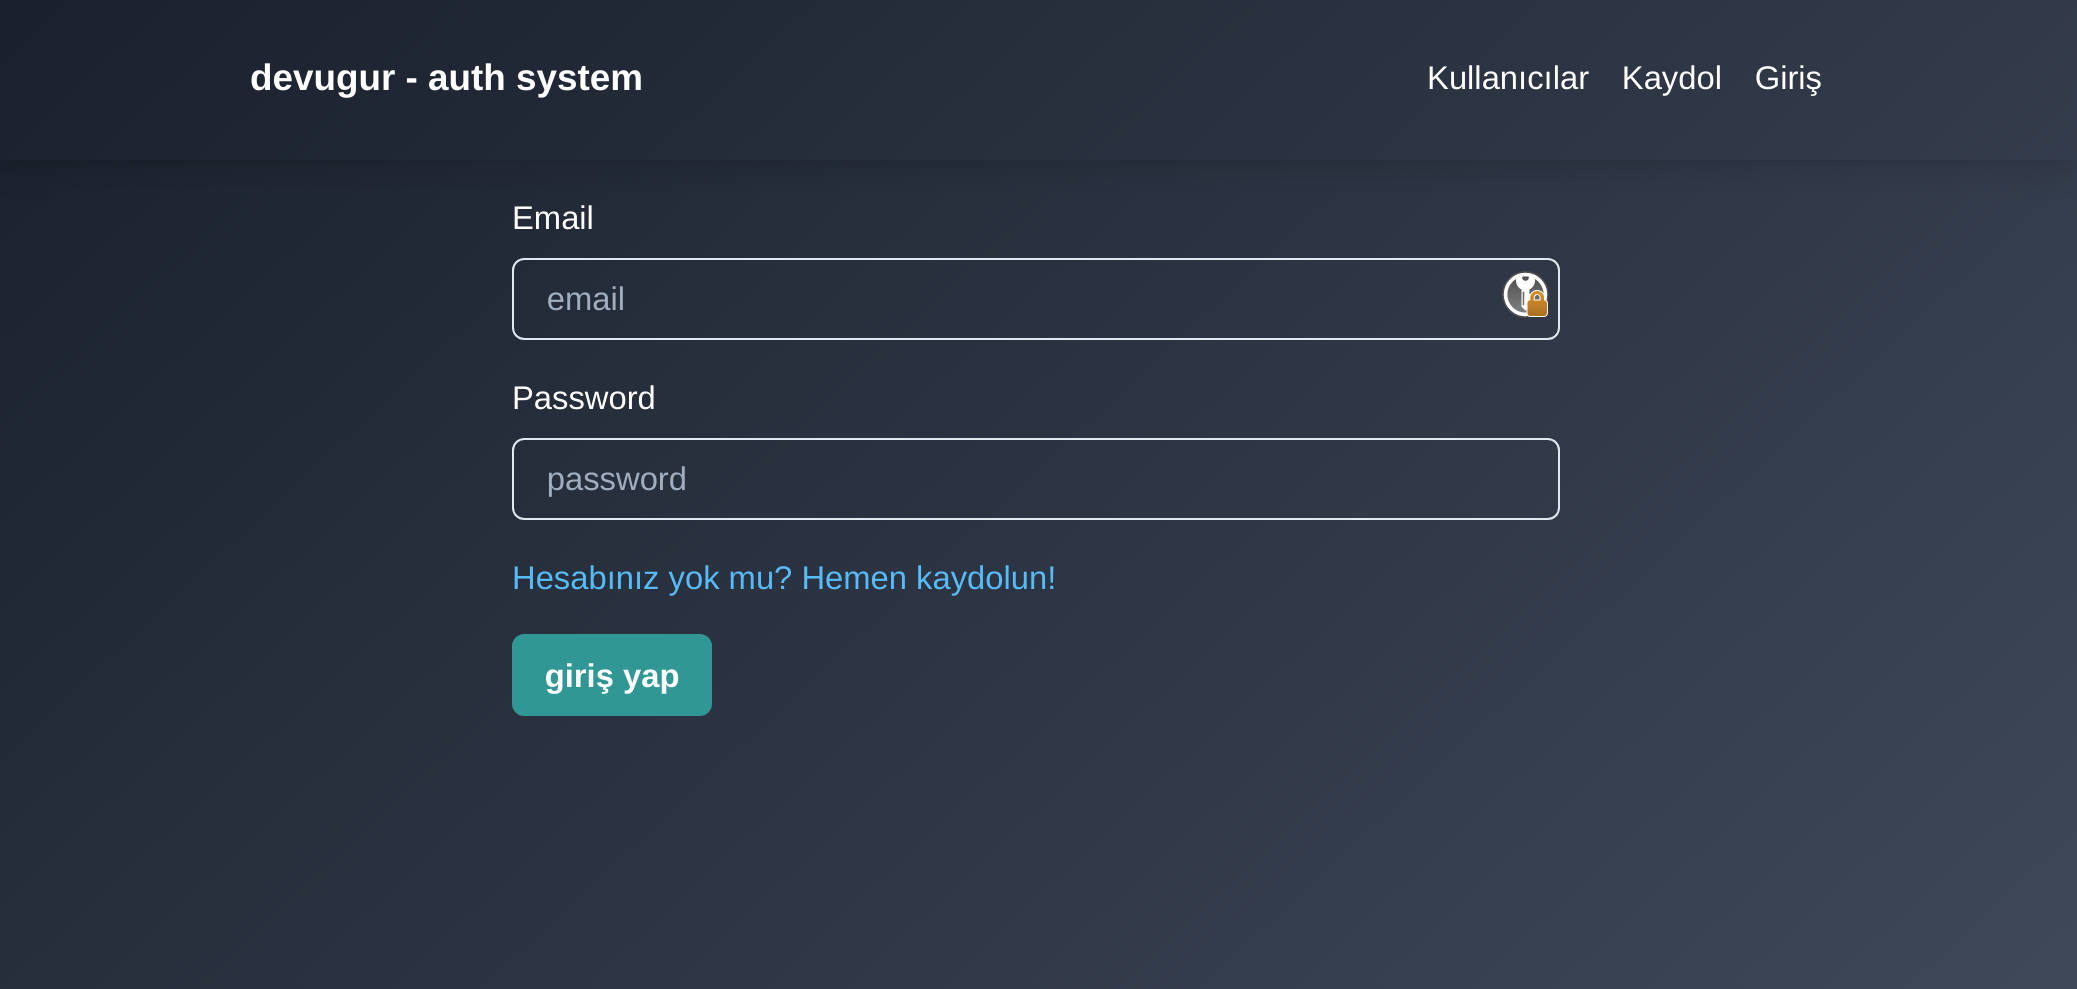 devugur - auth system
Kullanıcılar Kaydol Giriş
Email
email
Password
password
Hesabınız yok mu? Hemen kaydolun!
giriş yap